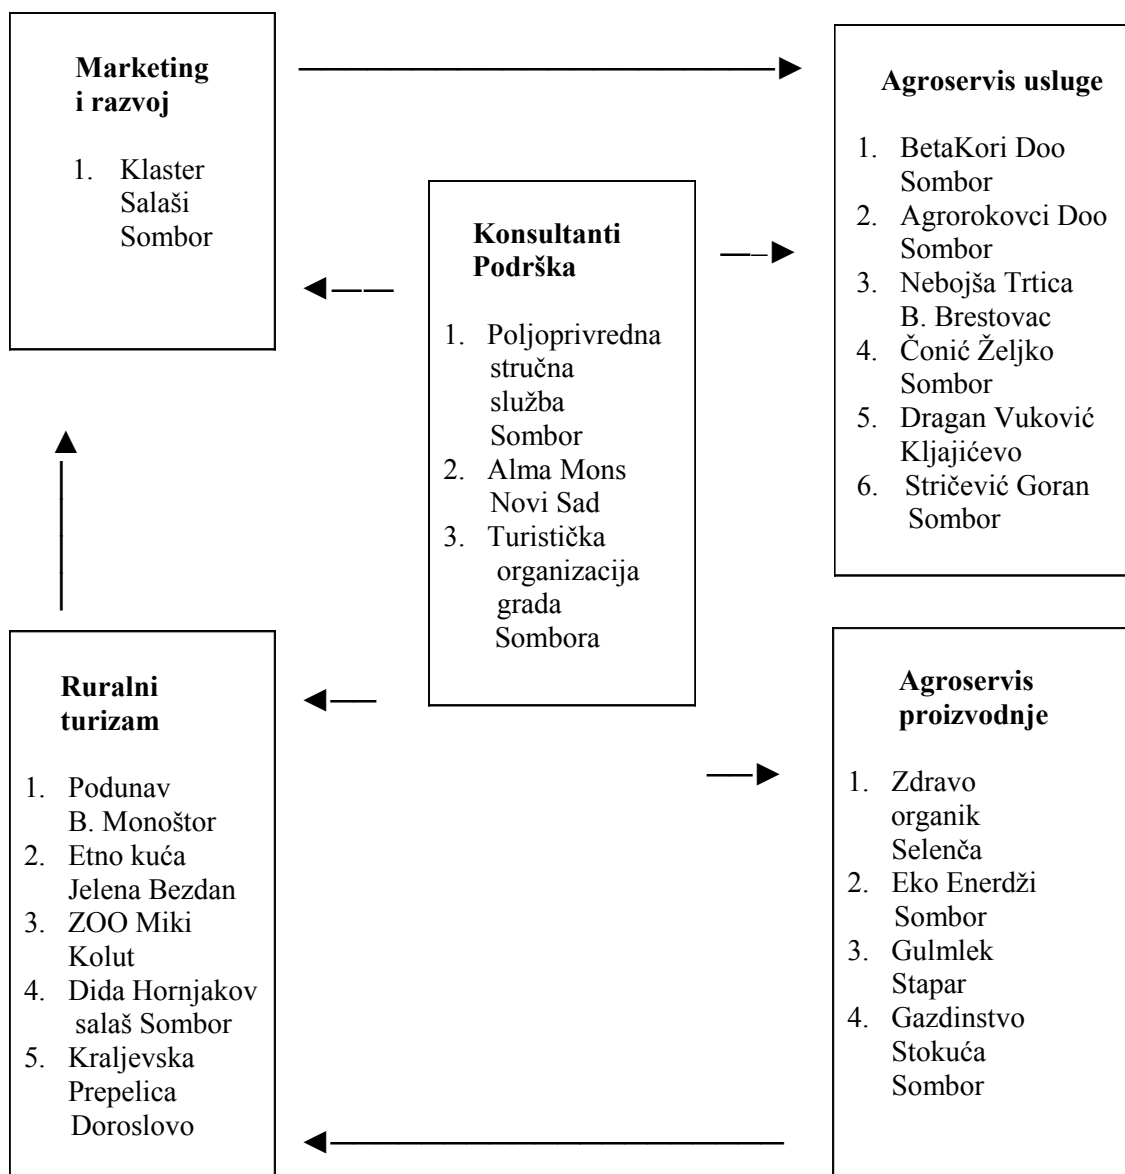 Marketing
i razvoj
1. Klaster
Salaši
Sombor
Agroservis usluge
1. BetaKori Doo
Sombor
2. Agrorokovci Doo
Sombor
3. Nebojša Trtica
B. Brestovac
4. Čonić Željko
Sombor
5. Dragan Vuković
Kljajićevo
6. Stričević Goran
Sombor
Konsultanti
Podrška
1. Poljoprivredna
stručna
služba
Sombor
2. Alma Mons
Novi Sad
3. Turistička
organizacija
grada
Sombora
Ruralni
turizam
1. Podunav
B. Monoštor
2. Etno kuća
Jelena Bezdan
3. ZOO Miki
Kolut
4. Dida Hornjakov
salaš Sombor
5. Kraljevska
Prepelica
Doroslovo
Agroservis
proizvodnje
1. Zdravo
organik
Selenča
2. Eko Enerdži
Sombor
3. Gulmlek
Stapar
4. Gazdinstvo
Stokuća
Sombor